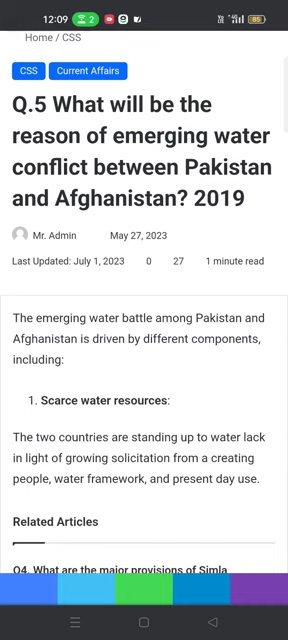 12:09 2 85
Home / CSS
CSS Current Affairs
Q.5 What will be the
reason of emerging water
conflict between Pakistan
and Afghanistan? 2019
Mr. Admin May 27, 2023
Last Updated: July 1, 2023 0 27 1 minute read
The emerging water battle among Pakistan and
Afghanistan is driven by different components,
including:
1. Scarce water resources:
The two countries are standing up to water lack
in light of growing solicitation from a creating
people, water framework, and present day use.
Related Articles
Q4. What are the major provisions of Simla